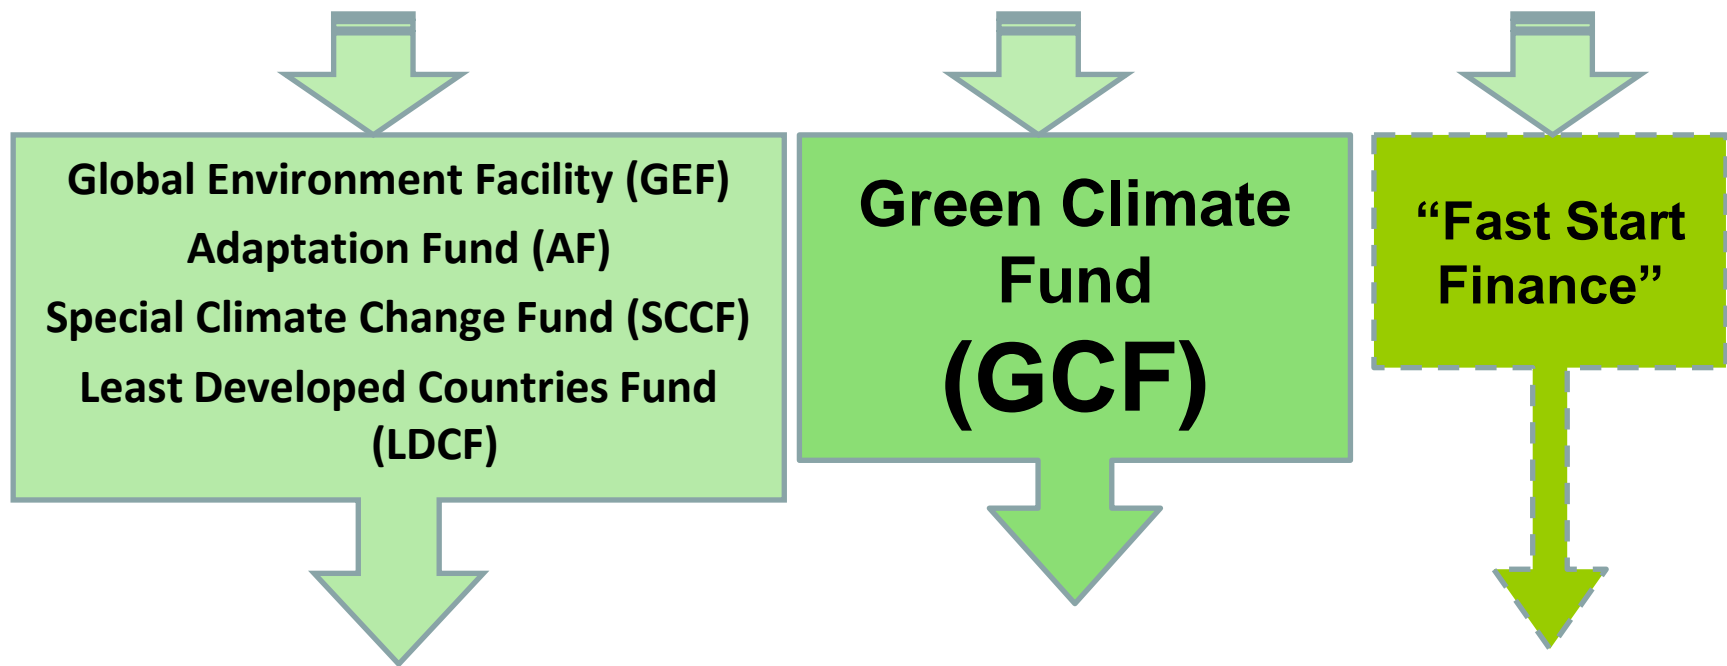 Global Environment Facility (GEF)
Adaptation Fund (AF)
Special Climate Change Fund (SCCF)
Least Developed Countries Fund
(LDCF)
Green Climate
Fund
(GCF)
“Fast Start
Finance”